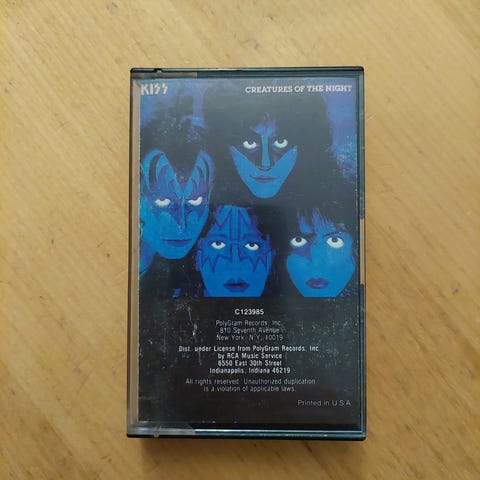 KISS
CREATURES OF THE NIGHT
C123985
PolyGram Records, Inc.
810 Seventh Avenue
New York, N.Y. 10019
Dist. under License from PolyGram Records, Inc.
by RCA Music Service
6550 East 30th Street
Indianapolis, Indiana 46219
All rights reserved. Unauthorized duplication
is a violation of applicable laws.
Printed in U.S.A.